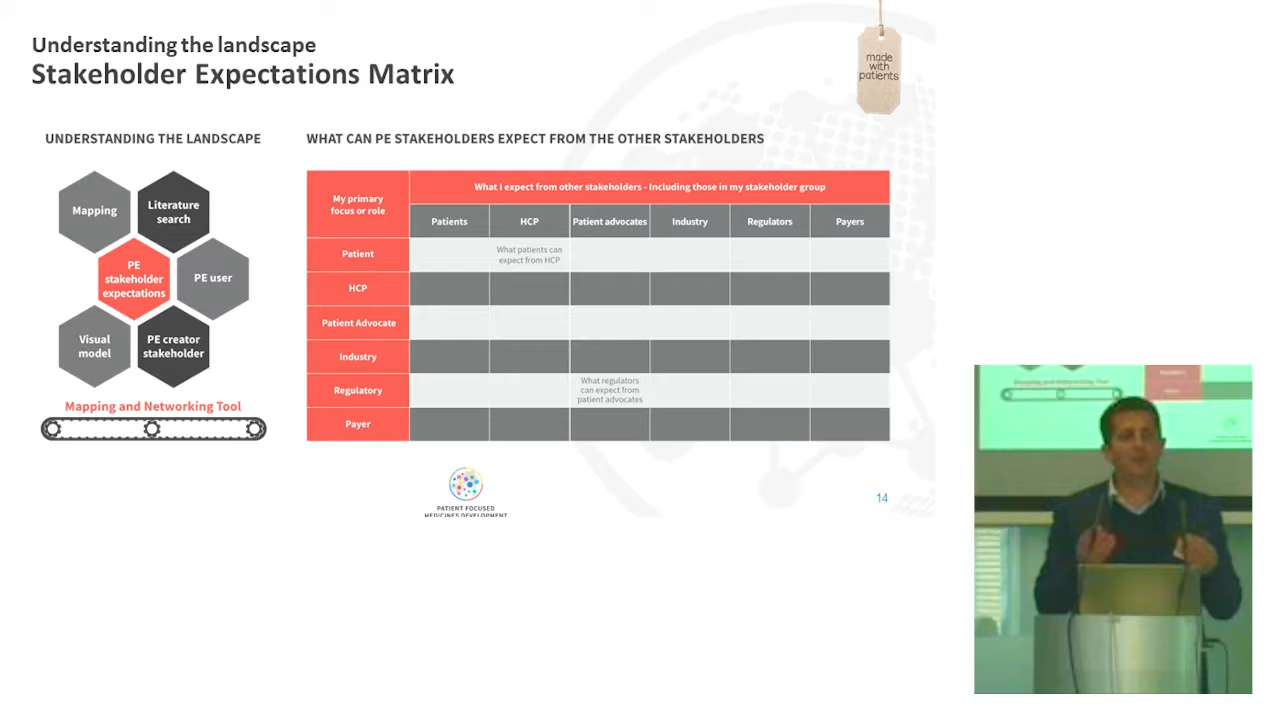 Understanding the landscape
Stakeholder Expectations Matrix
made
with
patients
UNDERSTANDING THE LANDSCAPE
WHAT CAN PE STAKEHOLDERS EXPECT FROM THE OTHER STAKEHOLDERS
Mapping
Literature
search
PE
stakeholder
expectations
PE user
Visual
model
PE creator
stakeholder
Mapping and Networking Tool
My primary
focus or role
What I expect from other stakeholders - Including those in my stakeholder group
Patients
HCP
Patient advocates
Industry
Regulators
Payers
Patient
What patients can
expect from HCP
HCP
Patient Advocate
Industry
Regulatory
What regulators
can expect from
patient advocates
Payer
PATIENT FOCUSED
MEDICINES DEVELOPMENT
14
Mapping and Networking Tool